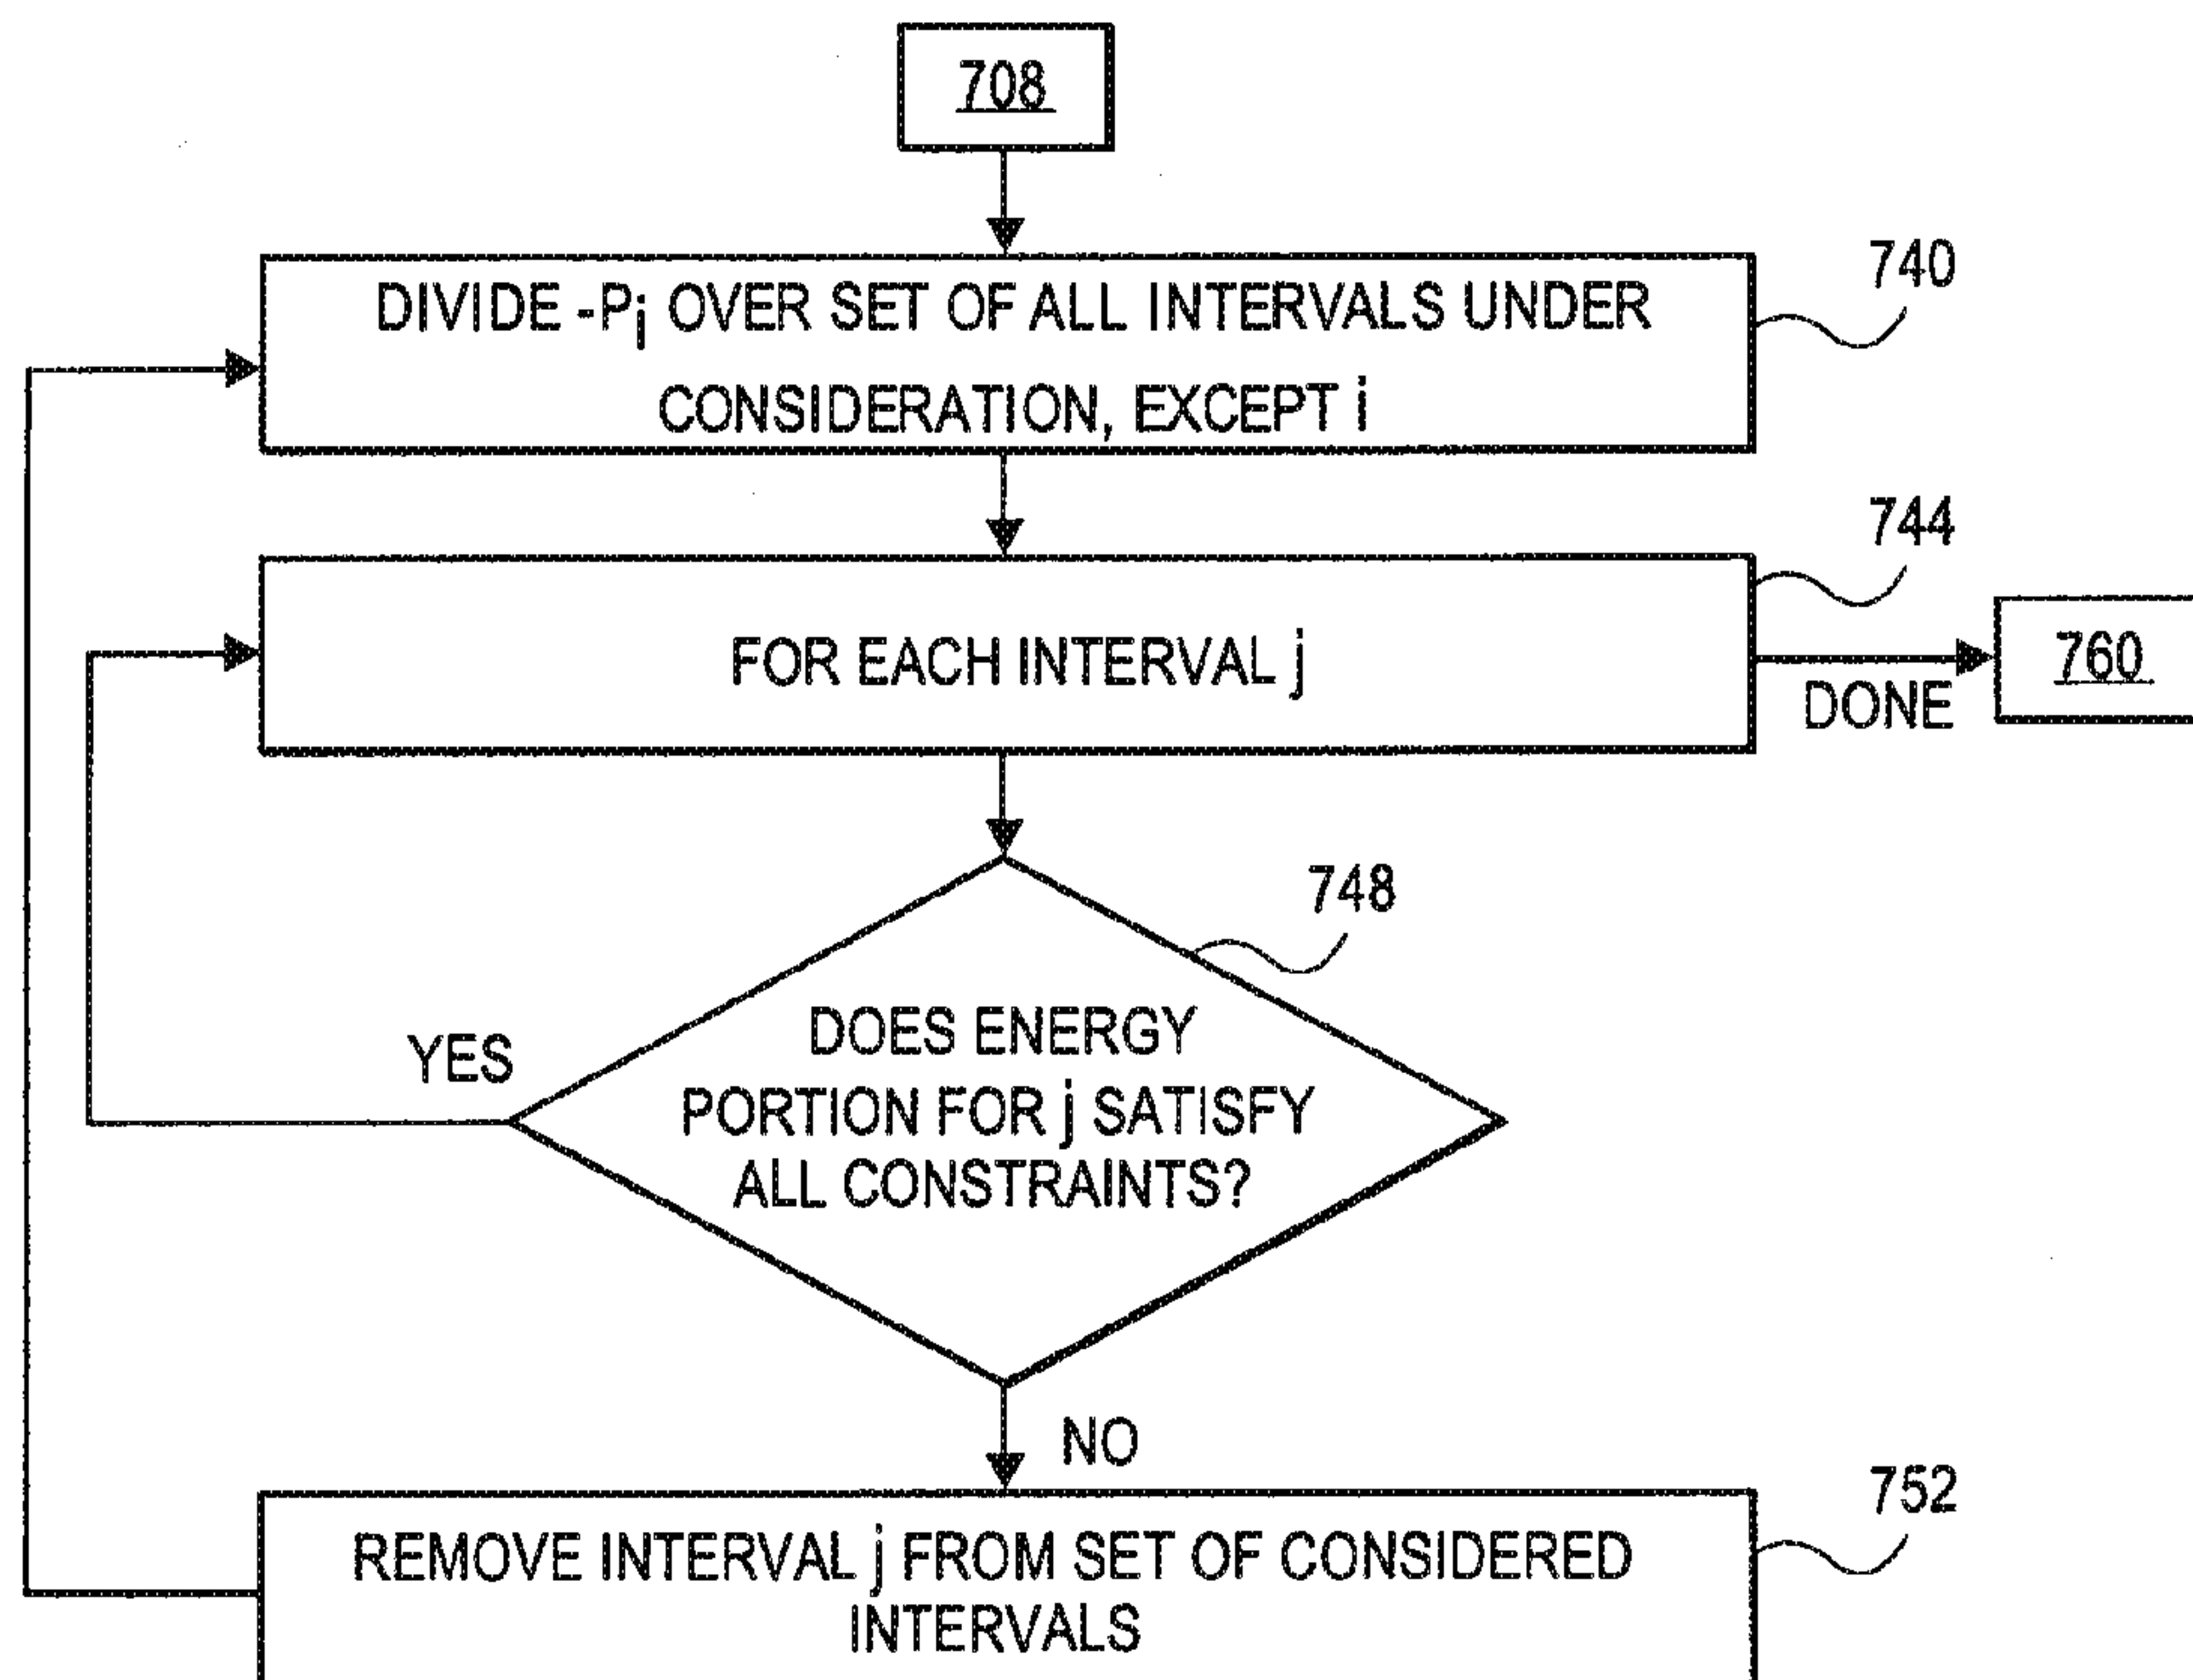 708
740
DIVIDE -Pi OVER SET OF ALL INTERVALS UNDER
CONSIDERATION, EXCEPT i
744
FOR EACH INTERVAL j
760
DONE
748
DOES ENERGY
PORTION FOR j SATISFY
ALL CONSTRAINTS?
YES
NO
752
REMOVE INTERVAL j FROM SET OF CONSIDERED
INTERVALS